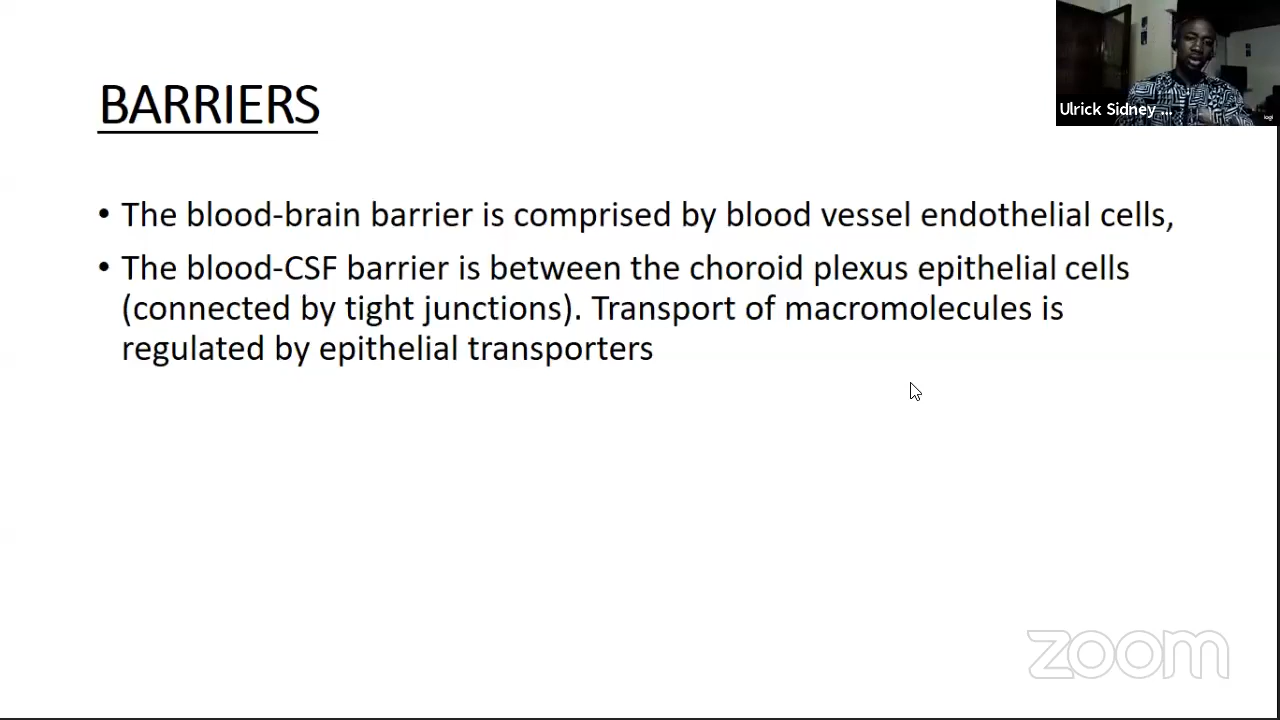 BARRIERS
Ulrick Sidney ...
• The blood-brain barrier is comprised by blood vessel endothelial cells,
• The blood-CSF barrier is between the choroid plexus epithelial cells
(connected by tight junctions). Transport of macromolecules is
regulated by epithelial transporters
zoom